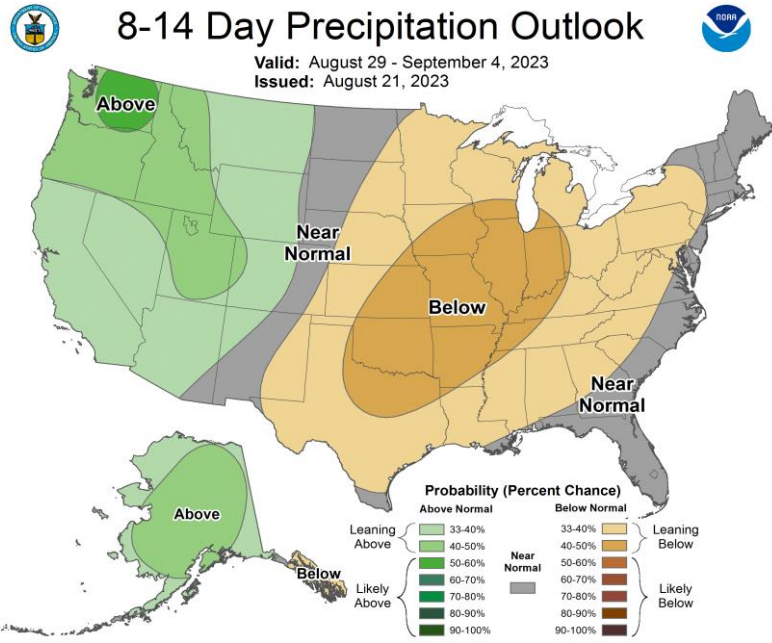 8-14 Day Precipitation Outlook
NOAA
Valid: August 29 - September 4, 2023
Issued: August 21, 2023
Above
Near
Normal
Below
Near
Normal
Above
Below
Probability (Percent Chance)
Above Normal
Below Normal
Leaning
Above
33-40%
40-50%
Likely
Above
50-60%
60-70%
70-80%
80-90%
90-100%
Near
Normal
33-40%
40-50%
Leaning
Below
50-60%
60-70%
70-80%
80-90%
90-100%
Likely
Below